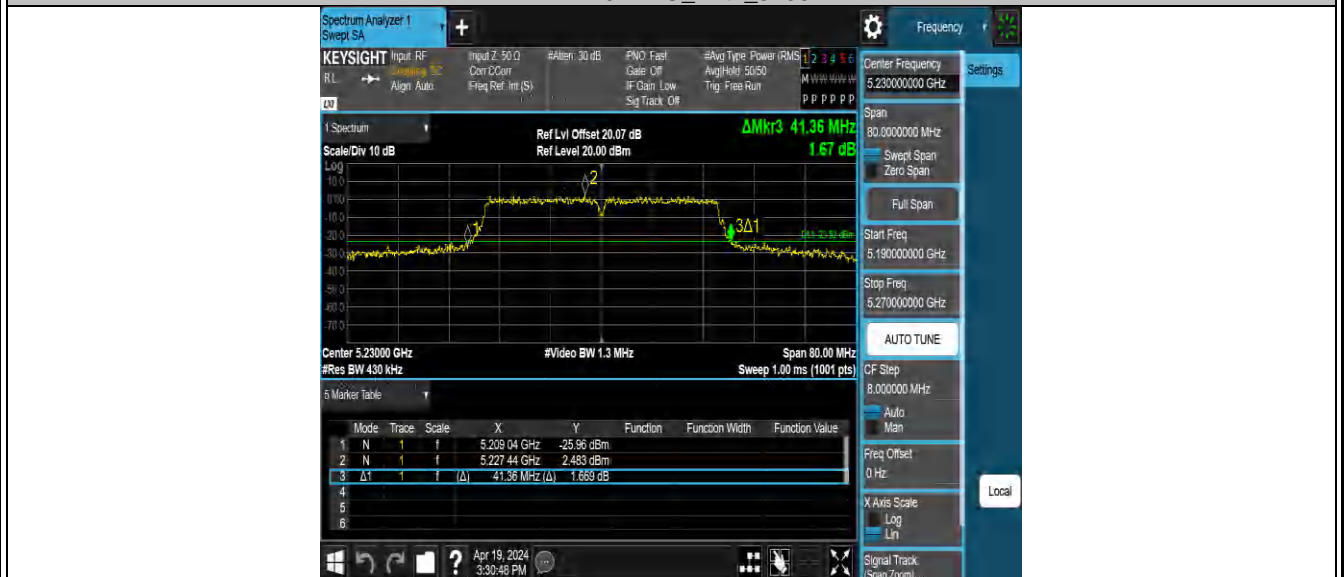 Spectrum Analyzer 1
Swept SA
+
Frequency
KEYSIGHT Input: RF
RL
Align: Auto
LXI
Input Z: 50 Ω
Corr CCorr
Freq Ref: Int (S)
#Atten: 30 dB
PNO: Fast
Gate: Off
IF Gain: Low
Sig Track: Off
#Avg Type: Power (RMS
Avg|Hold: 50/50
Trig: Free Run
1 2 3 4 5 6
M W W W W W
P P P P P P
Center Frequency
5.230000000 GHz
Settings
Span
80.0000000 MHz
Swept Span
Zero Span
Full Span
Start Freq
5.190000000 GHz
Stop Freq
5.270000000 GHz
AUTO TUNE
CF Step
8.000000 MHz
Auto
Man
Freq Offset
0 Hz
X Axis Scale
Log
Lin
Local
Signal Track
(Span Zoom)
1 Spectrum
Scale/Div 10 dB
Ref Lvl Offset 20.07 dB
Ref Level 20.00 dBm
ΔMkr3 41.36 MHz
1.67 dB
Log
10.0
0.00
-10.0
-20.0
-30.0
-40.0
-50.0
-60.0
-70.0
2
1
3Δ1
Center 5.23000 GHz
#Res BW 430 kHz
#Video BW 1.3 MHz
Span 80.00 MHz
Sweep 1.00 ms (1001 pts)
5 Marker Table
Mode Trace Scale X Y Function Function Width Function Value
1 N 1 f 5.209 04 GHz -25.96 dBm
2 N 1 f 5.227 44 GHz 2.483 dBm
3 Δ1 1 f (Δ) 41.36 MHz (Δ) 1.669 dB
4
5
6
?
Apr 19, 2024
3:30:48 PM